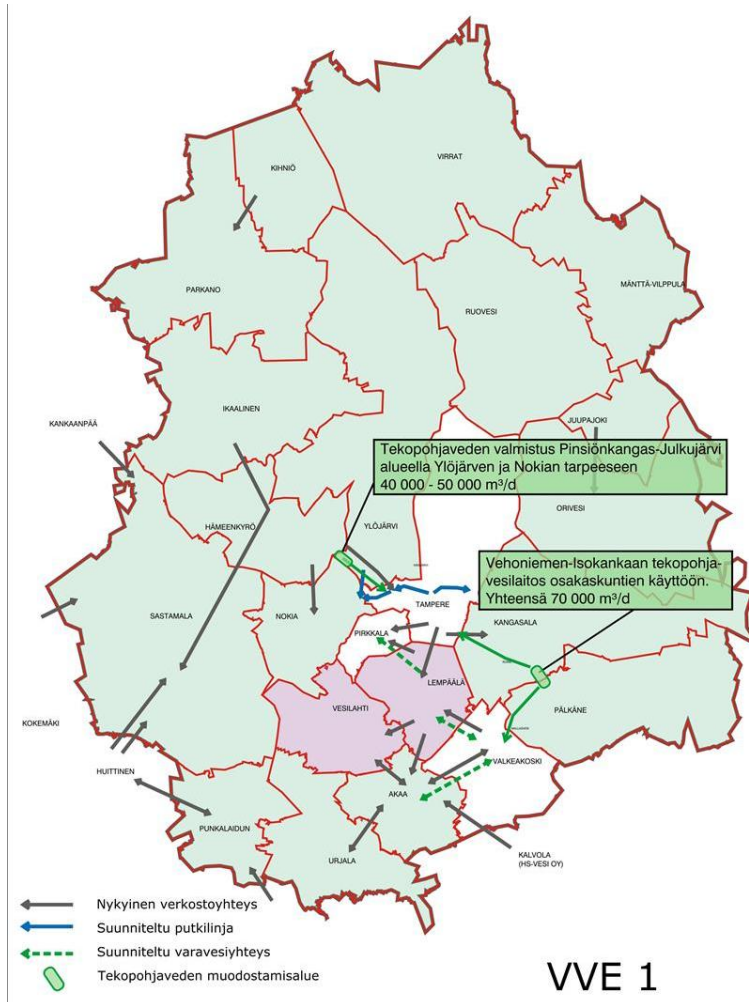 VIRRAT
KIHNIÖ
MÄNTTÄ-VILPPULA
PARKANO
RUOVESI
IKAALINEN
JUUPAJOKI
KANKAANPÄÄ
Tekopohjaveden valmistus Pinsiönkangas-Julkujärvi
alueella Ylöjärven ja Nokian tarpeeseen
40 000 - 50 000 m³/d
ORIVESI
HÄMEENKYRÖ
YLÖJÄRVI
Vehoniemen-Isokankaan tekopohja-
vesilaitos osakaskuntien käyttöön.
Yhteensä 70 000 m³/d
TAMPERE
SASTAMALA
NOKIA
KANGASALA
PIRKKALA
LEMPÄÄLÄ
VESILAHTI
PÄLKÄNE
KOKEMÄKI
VALKEAKOSKI
HUITTINEN
AKAA
PUNKALAIDUN
URJALA
KALVOLA
(HS-VESI OY)
Nykyinen verkostoyhteys
Suunniteltu putkilinja
Suunniteltu varavesiyhteys
Tekopohjaveden muodostamisalue
VVE 1